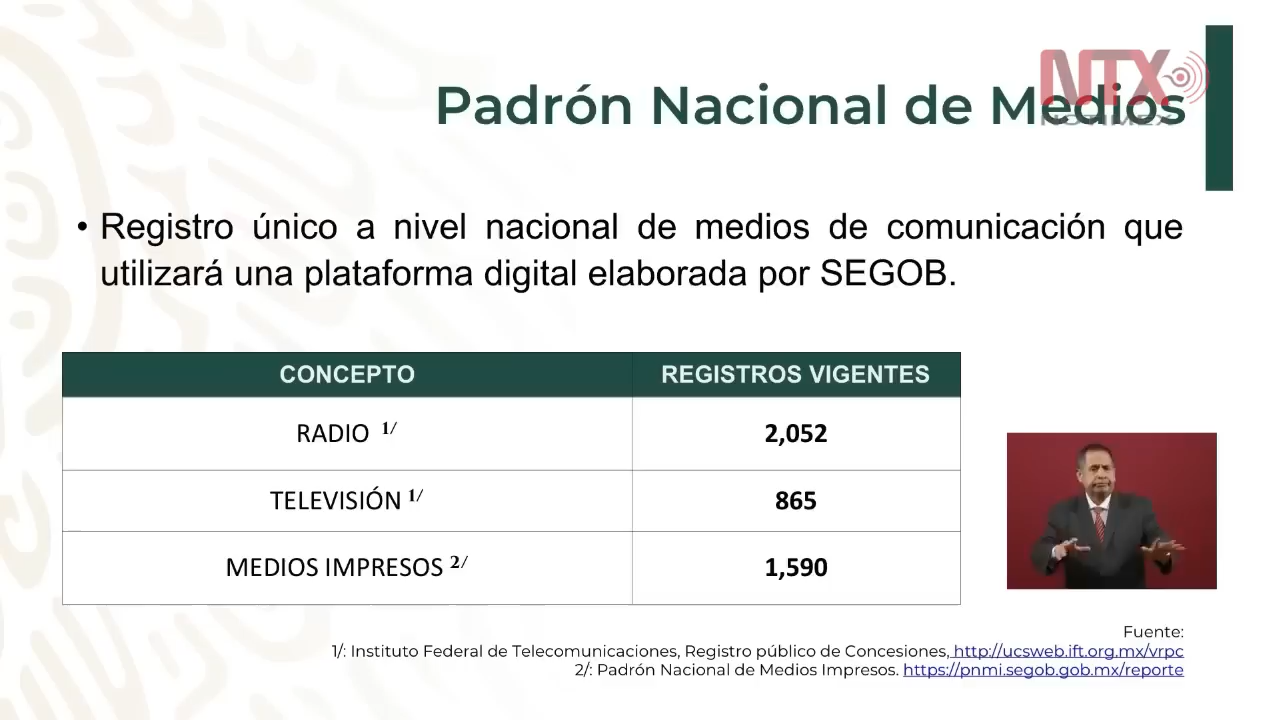 NTX
NOTIMEX
Padrón Nacional de Medios
• Registro único a nivel nacional de medios de comunicación que
utilizará una plataforma digital elaborada por SEGOB.
CONCEPTO REGISTROS VIGENTES
RADIO 1/ 2,052
TELEVISIÓN 1/ 865
MEDIOS IMPRESOS 2/ 1,590
Fuente:
1/: Instituto Federal de Telecomunicaciones, Registro público de Concesiones, http://ucsweb.ift.org.mx/vrpc
2/: Padrón Nacional de Medios Impresos. https://pnmi.segob.gob.mx/reporte